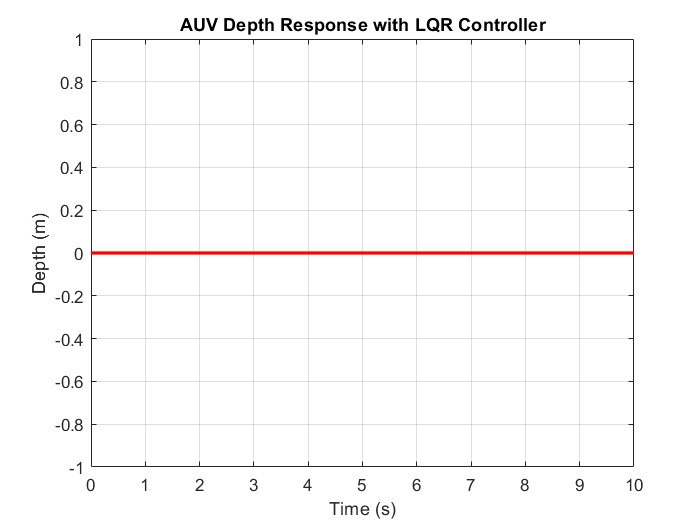 AUV Depth Response with LQR Controller
1
0.8
0.6
0.4
0.2
0
-0.2
-0.4
-0.6
-0.8
-1
Depth (m)
0 1 2 3 4 5 6 7 8 9 10
Time (s)